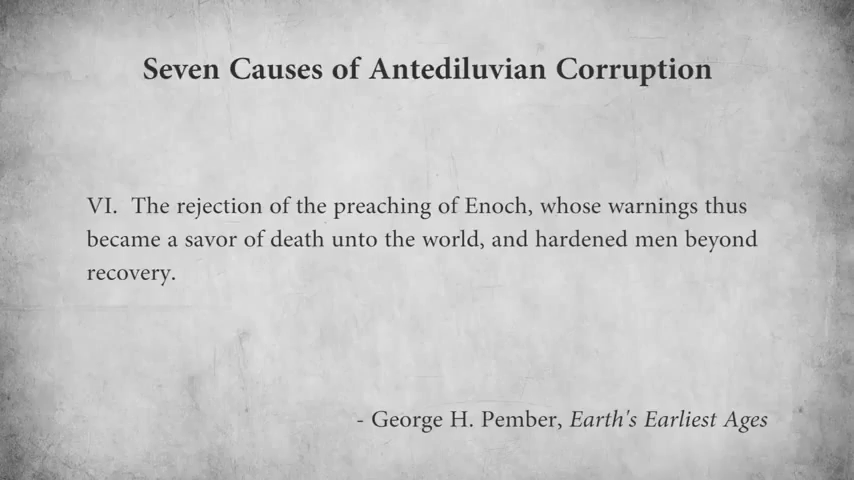 Seven Causes of Antediluvian Corruption
VI. The rejection of the preaching of Enoch, whose warnings thus
became a savor of death unto the world, and hardened men beyond
recovery.
- George H. Pember, Earth's Earliest Ages